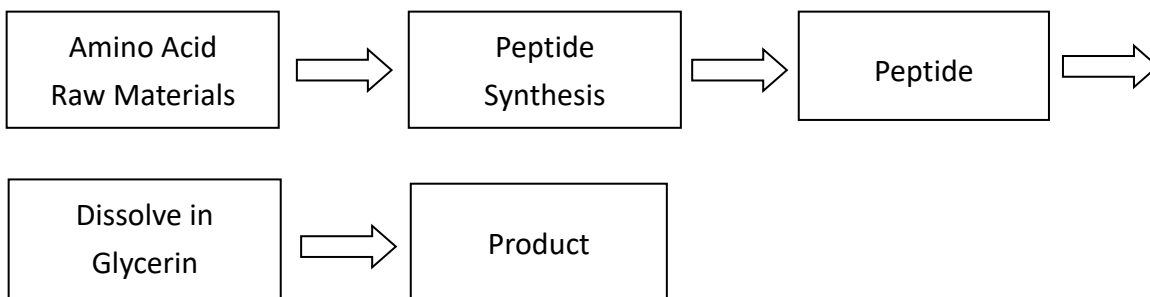 Amino Acid
Raw Materials
Peptide
Synthesis
Peptide
Dissolve in
Glycerin
Product